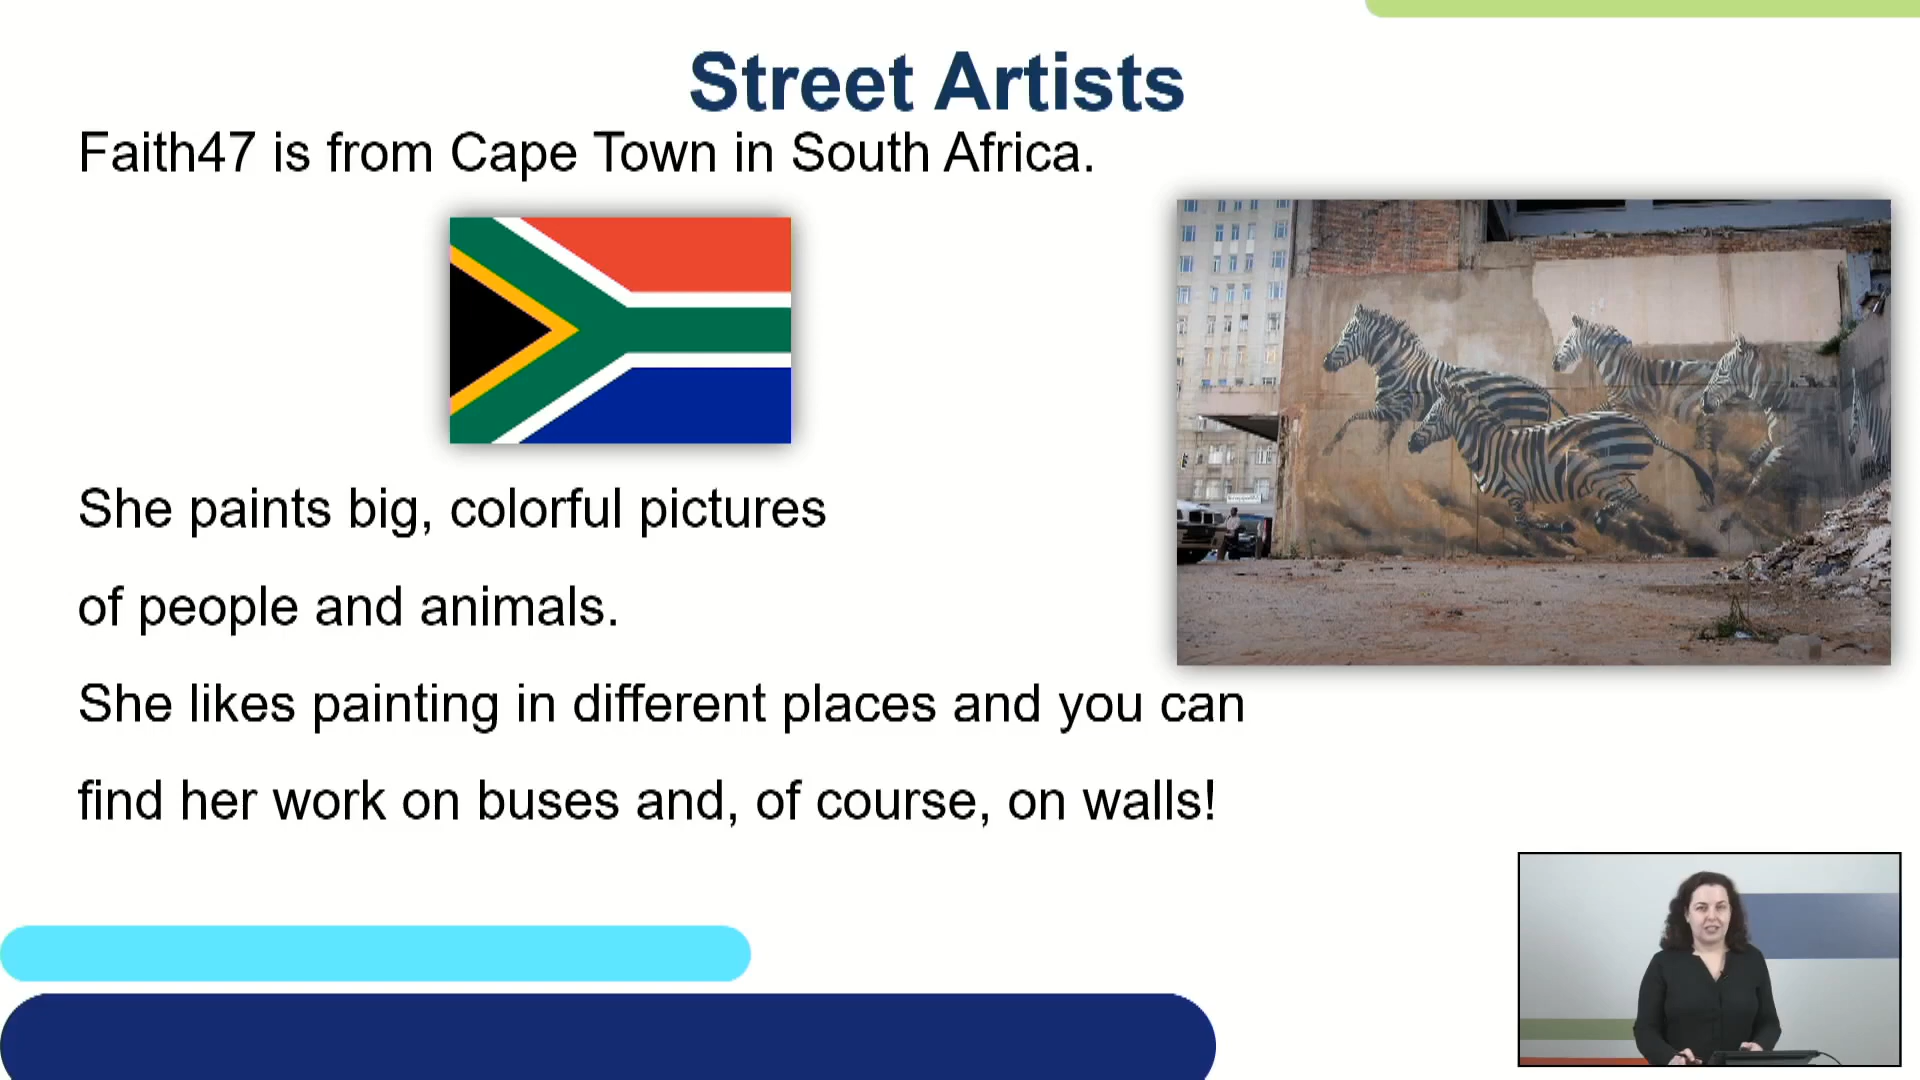 Street Artists
Faith47 is from Cape Town in South Africa.
She paints big, colorful pictures
of people and animals.
She likes painting in different places and you can
find her work on buses and, of course, on walls!